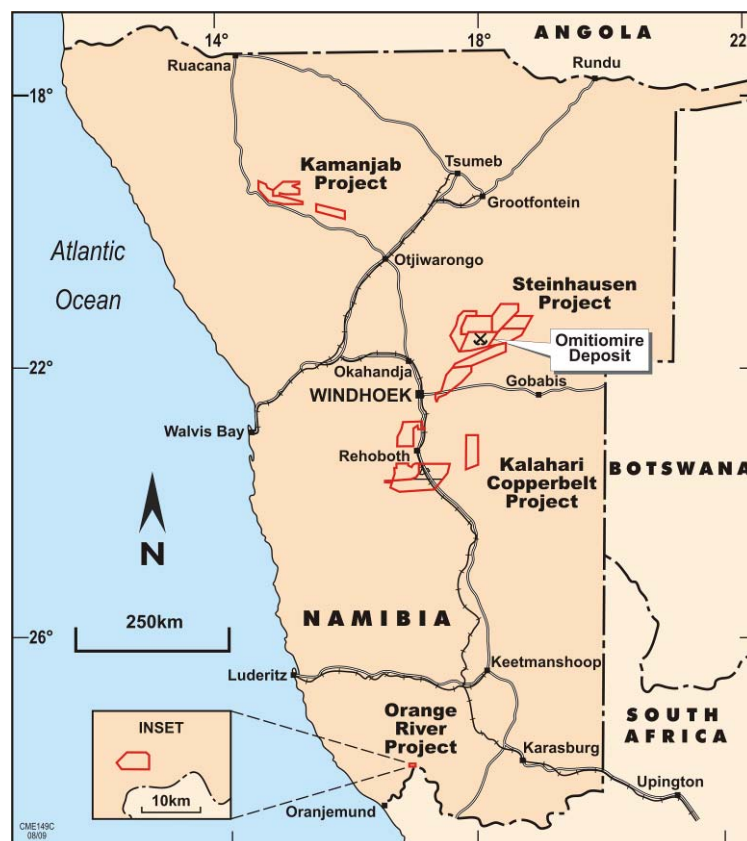 14°
18°
22°
ANGOLA
Ruacana
Rundu
18°
Tsumeb
Kamanjab
Project
Grootfontein
Atlantic
Ocean
Otjiwarongo
Steinhausen
Project
Omitiomire
Deposit
22°
Okahandja
WINDHOEK
Gobabis
Walvis Bay
Rehoboth
Kalahari
Copperbelt
Project
BOTSWANA
N
250km
NAMIBIA
26°
Luderitz
Keetmanshoop
Orange
River
Project
SOUTH
AFRICA
INSET
10km
Karasburg
Upington
Oranjemund
CME149C
08/09